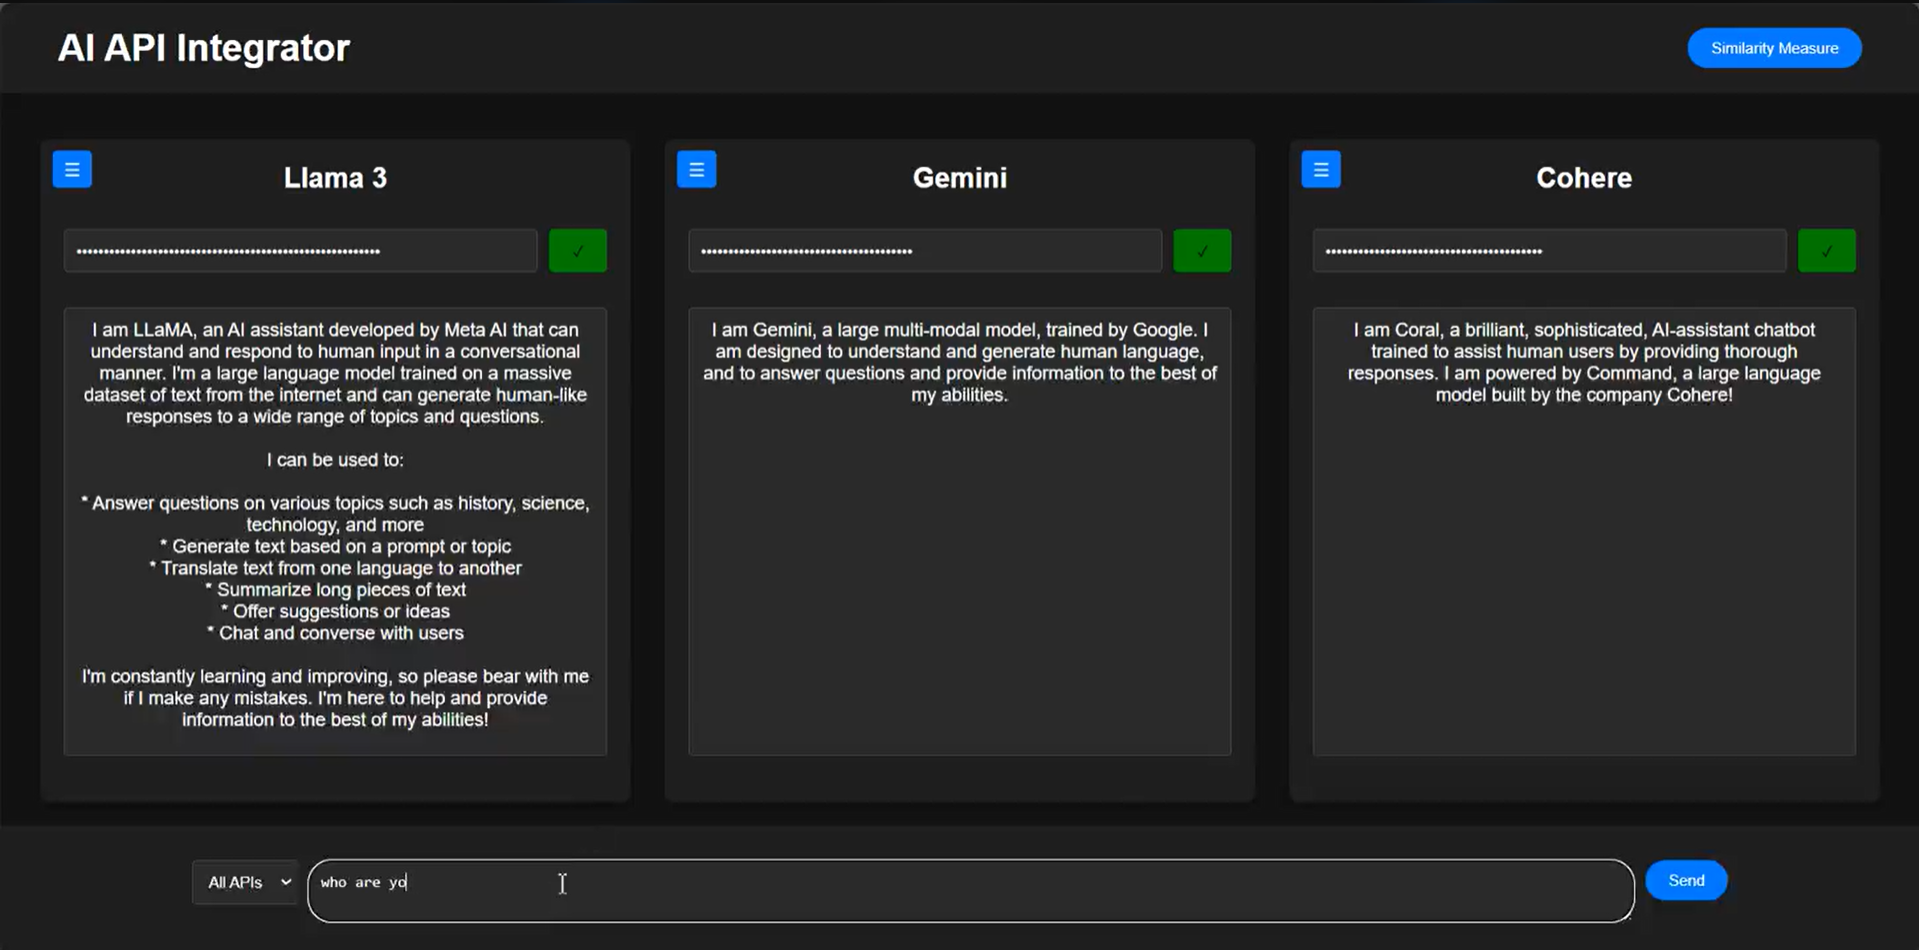 AI API Integrator
Similarity Measure
Llama 3
I am LLaMA, an AI assistant developed by Meta AI that can
understand and respond to human input in a conversational
manner. I'm a large language model trained on a massive
dataset of text from the internet and can generate human-like
responses to a wide range of topics and questions.
I can be used to:
* Answer questions on various topics such as history, science,
technology, and more
* Generate text based on a prompt or topic
* Translate text from one language to another
* Summarize long pieces of text
* Offer suggestions or ideas
* Chat and converse with users
I'm constantly learning and improving, so please bear with me
if I make any mistakes. I'm here to help and provide
information to the best of my abilities!
Gemini
I am Gemini, a large multi-modal model, trained by Google. I
am designed to understand and generate human language,
and to answer questions and provide information to the best of
my abilities.
Cohere
I am Coral, a brilliant, sophisticated, AI-assistant chatbot
trained to assist human users by providing thorough
responses. I am powered by Command, a large language
model built by the company Cohere!
All APIs
who are yo
Send